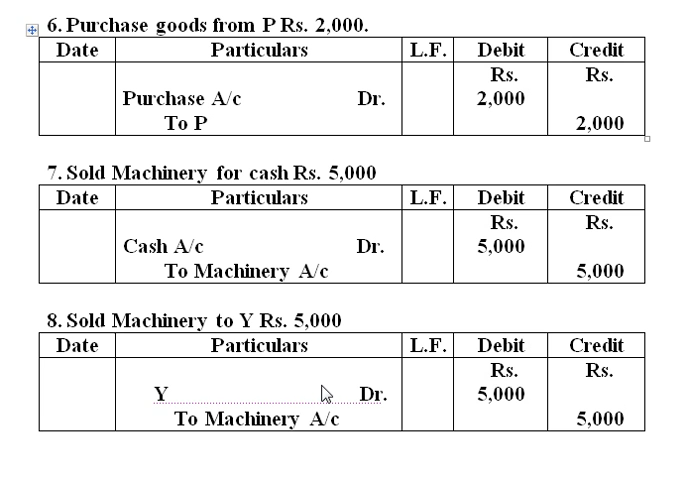 6. Purchase goods from P Rs. 2,000.
Date Particulars L.F. Debit Credit
Rs. Rs.
Purchase A/c Dr. 2,000
To P 2,000
7. Sold Machinery for cash Rs. 5,000
Date Particulars L.F. Debit Credit
Rs. Rs.
Cash A/c Dr. 5,000
To Machinery A/c 5,000
8. Sold Machinery to Y Rs. 5,000
Date Particulars L.F. Debit Credit
Rs. Rs.
Y Dr. 5,000
To Machinery A/c 5,000